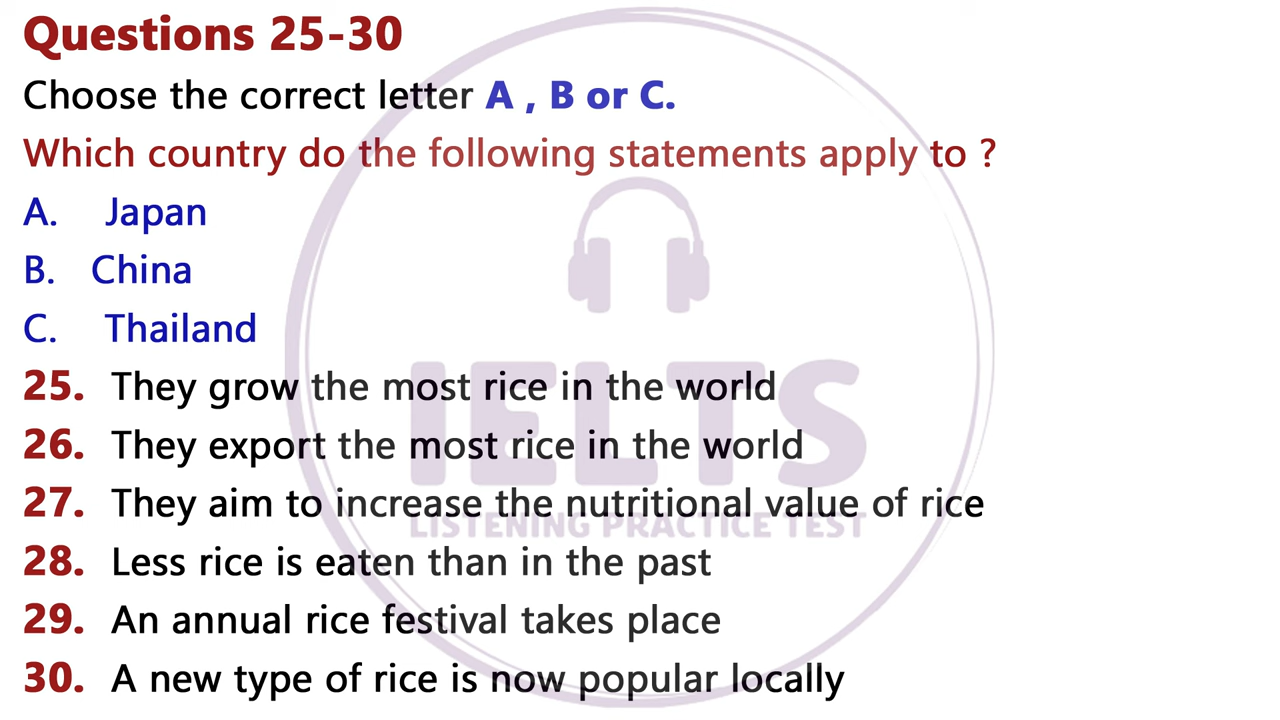 Questions 25-30
Choose the correct letter A , B or C.
Which country do the following statements apply to ?
A. Japan
B. China
C. Thailand
25. They grow the most rice in the world
26. They export the most rice in the world
27. They aim to increase the nutritional value of rice
28. Less rice is eaten than in the past
29. An annual rice festival takes place
30. A new type of rice is now popular locally
IELTS
LISTENING PRACTICE TEST